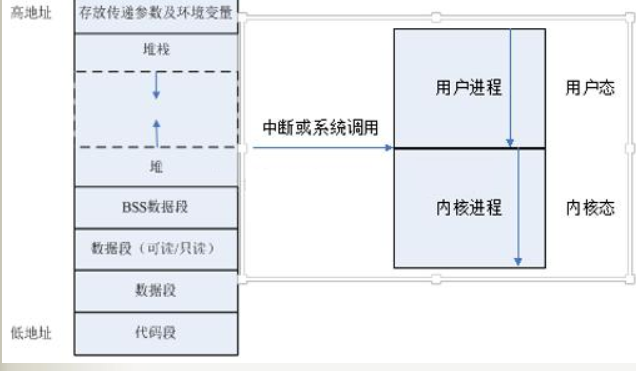 高地址
存放传递参数及环境变量
堆栈
堆
BSS数据段
数据段（可读/只读）
数据段
低地址
代码段
中断或系统调用
用户进程
用户态
内核进程
内核态